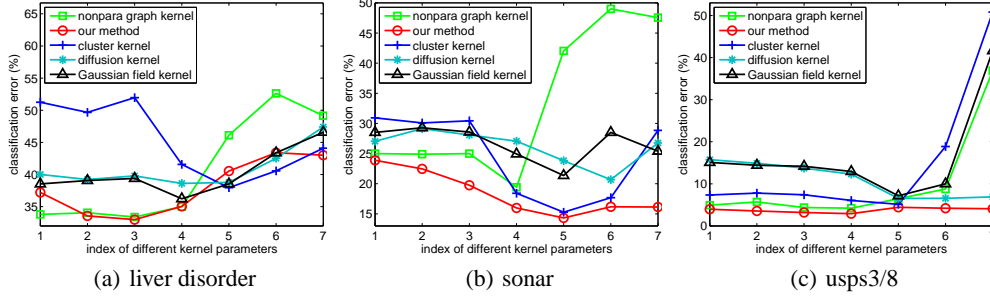 classification error (%)
65
60
55
50
45
40
35
nonpara graph kernel
our method
cluster kernel
diffusion kernel
Gaussian field kernel
1 2 3 4 5 6 7
index of different kernel parameters
(a) liver disorder
classification error (%)
50
45
40
35
30
25
20
15
nonpara graph kernel
our method
cluster kernel
diffusion kernel
Gaussian field kernel
1 2 3 4 5 6 7
index of different kernel parameters
(b) sonar
classification error (%)
50
40
30
20
10
0
nonpara graph kernel
our method
cluster kernel
diffusion kernel
Gaussian field kernel
1 2 3 4 5 6 7
index of different kernel parameters
(c) usps3/8